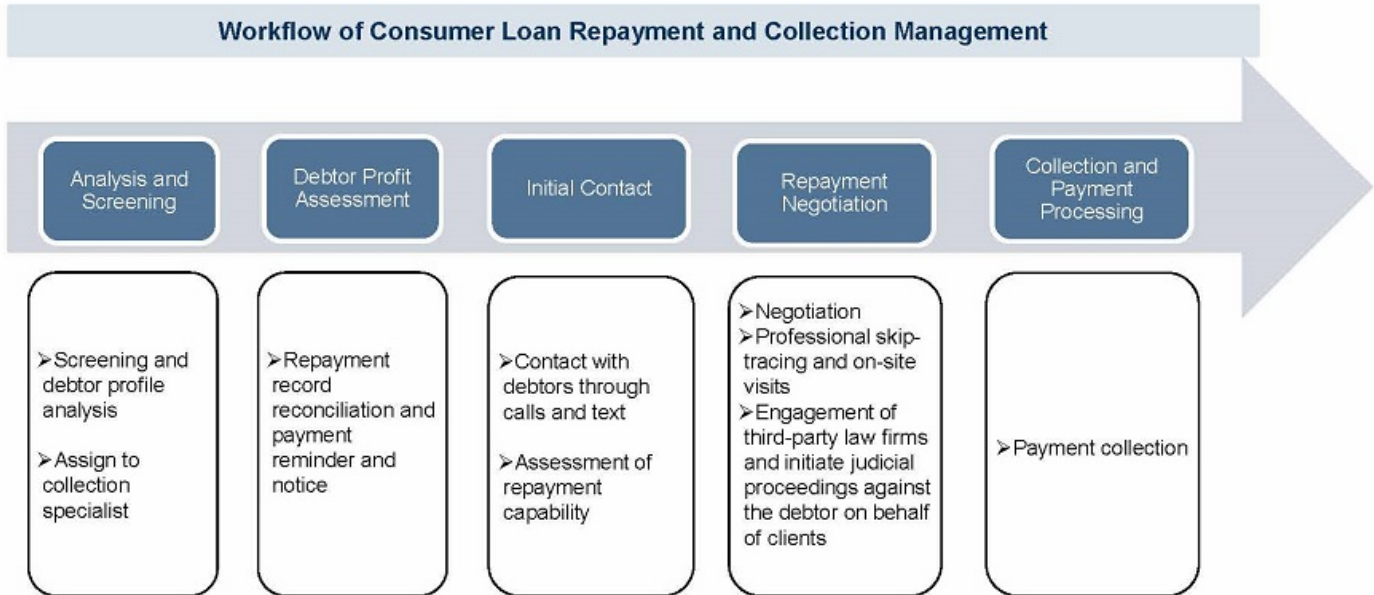 Workflow of Consumer Loan Repayment and Collection Management
Analysis and
Screening
Debtor Profit
Assessment
Initial Contact
Repayment
Negotiation
Collection and
Payment
Processing
➢Screening and
debtor profile
analysis
➢Assign to
collection
specialist
➢Repayment
record
reconciliation and
payment
reminder and
notice
➢Contact with
debtors through
calls and text
➢Assessment of
repayment
capability
➢Negotiation
➢Professional skip-
tracing and on-site
visits
➢Engagement of
third-party law firms
and initiate judicial
proceedings against
the debtor on behalf
of clients
➢Payment collection